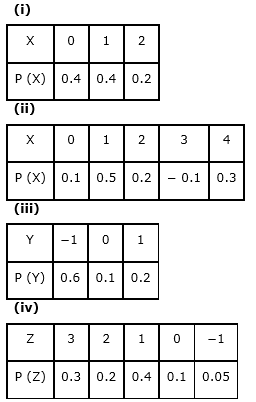 (i)
X 0 1 2
P (X) 0.4 0.4 0.2
(ii)
X 0 1 2 3 4
P (X) 0.1 0.5 0.2 − 0.1 0.3
(iii)
Y −1 0 1
P (Y) 0.6 0.1 0.2
(iv)
Z 3 2 1 0 −1
P (Z) 0.3 0.2 0.4 0.1 0.05